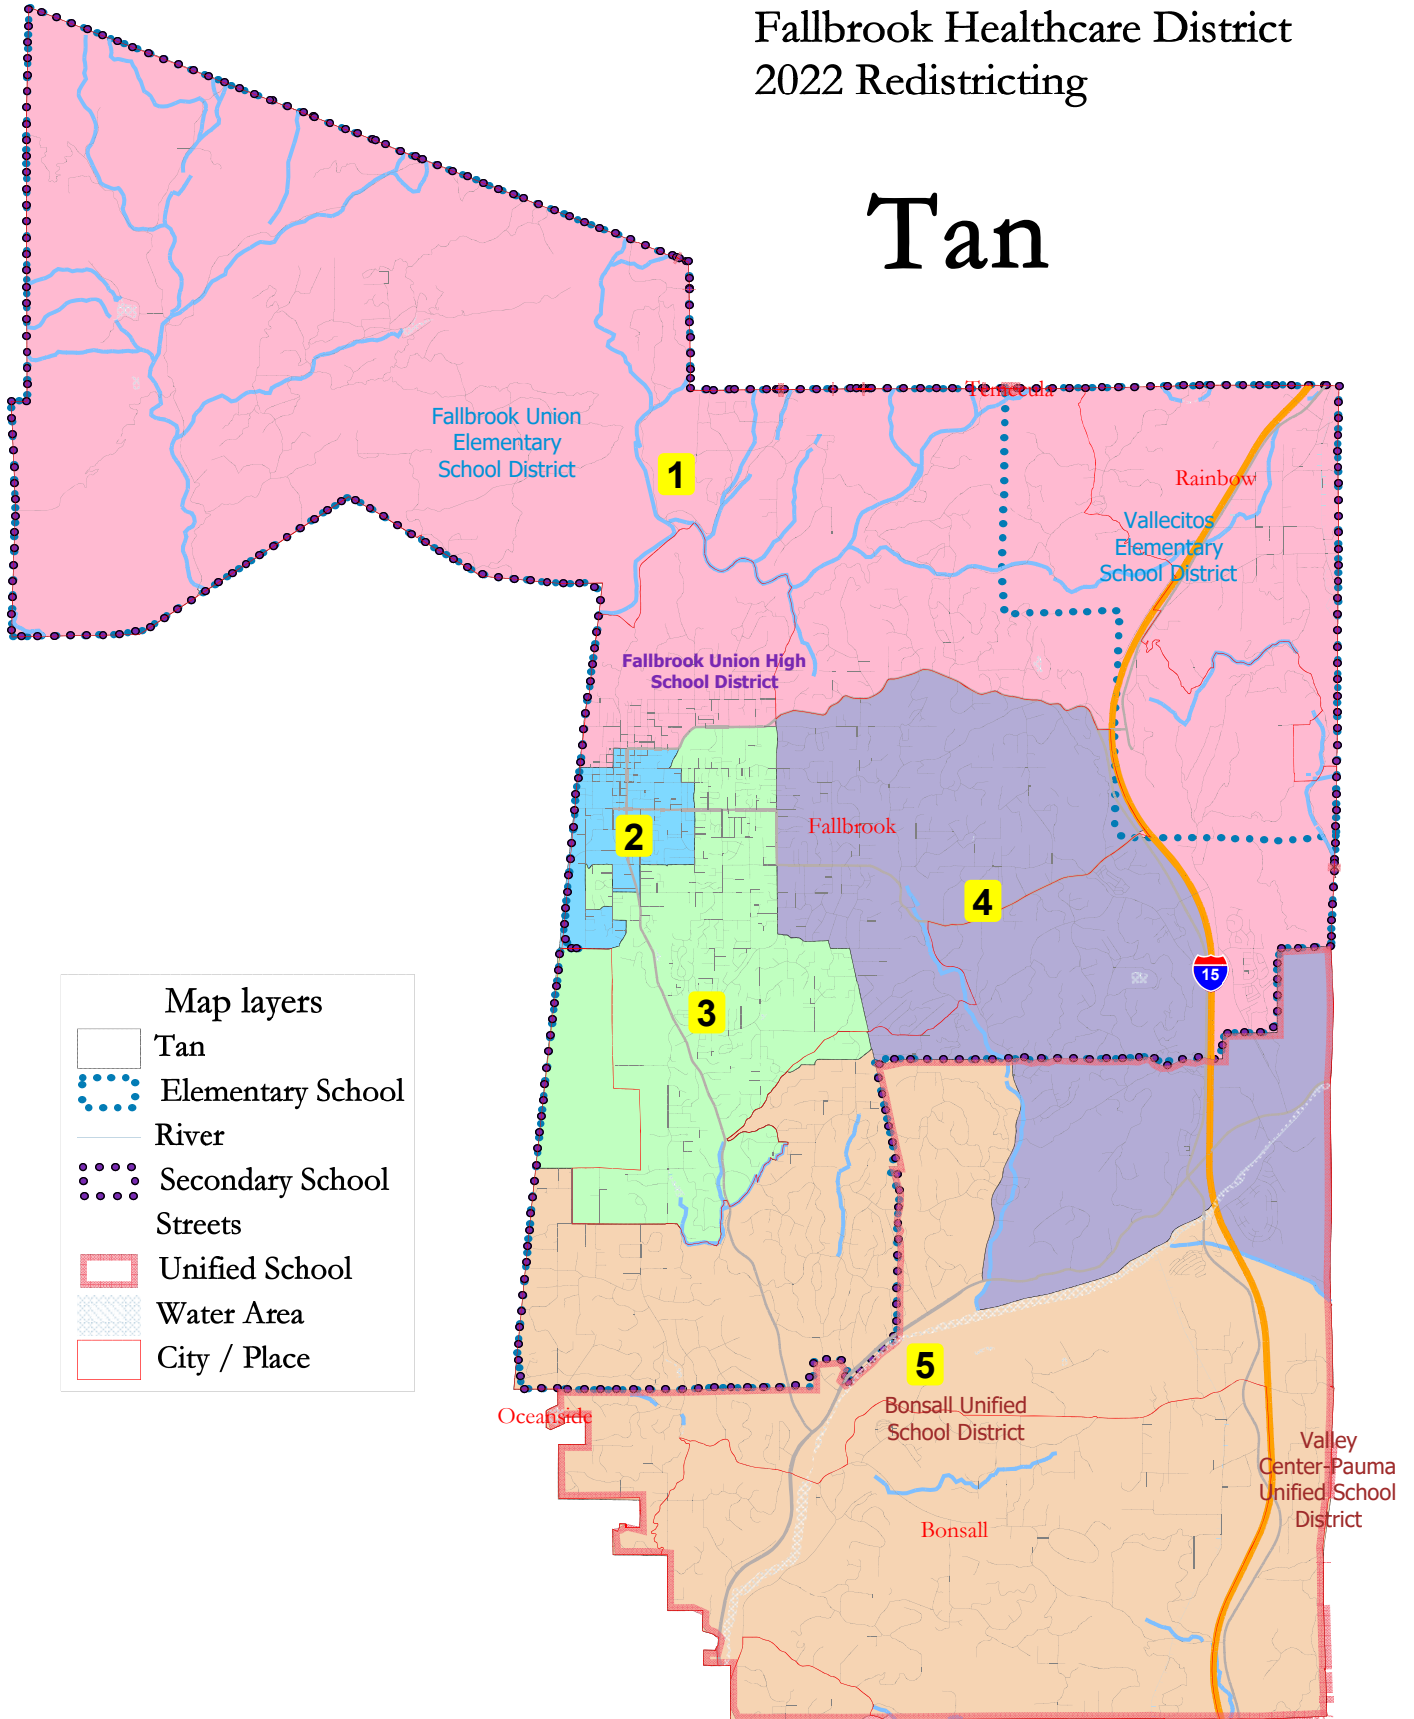 Fallbrook Healthcare District
2022 Redistricting
Tan
Temecula
Fallbrook Union
Elementary
School District
1
Rainbow
Vallecitos
Elementary
School District
Fallbrook Union High
School District
2
Fallbrook
4
15
3
Map layers
Tan
Elementary School
River
Secondary School
Streets
Unified School
Water Area
City / Place
5
Oceanside
Bonsall Unified
School District
Valley
Center-Pauma
Unified School
District
Bonsall